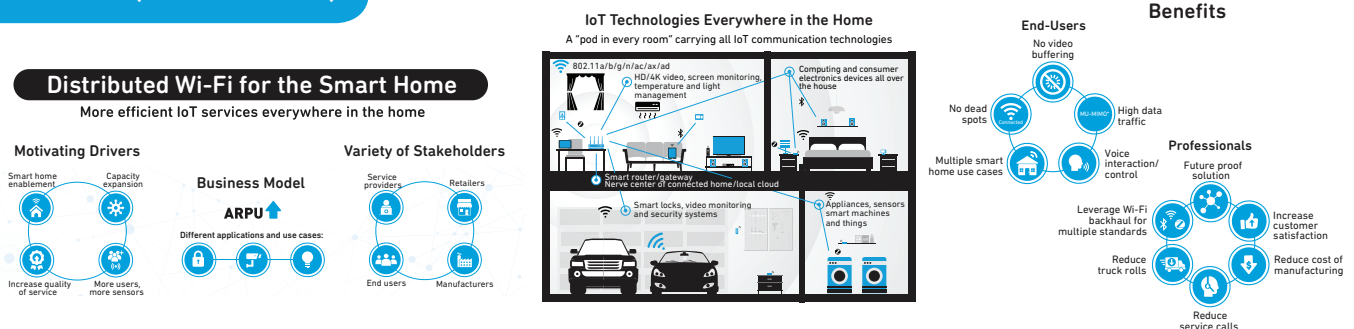 Distributed Wi-Fi for the Smart Home
More efficient IoT services everywhere in the home
Motivating Drivers
Smart home
enablement
Capacity
expansion
Increase quality
of service
More users,
more sensors
Business Model
ARPU
Different applications and use cases:
Variety of Stakeholders
Service
providers
Retailers
End users
Manufacturers
IoT Technologies Everywhere in the Home
A "pod in every room" carrying all IoT communication technologies
802.11a/b/g/n/ac/ax/ad
HD/4K video, screen monitoring,
temperature and light
management
Computing and consumer
electronics devices all over
the house
Smart router/gateway
Nerve center of connected home/local cloud
Smart locks, video monitoring
and security systems
Appliances, sensors
smart machines
and things
Benefits
End-Users
No video
buffering
No dead
spots
Connected
MU-MIMO
High data
traffic
Multiple smart
home use cases
Voice
interaction/
control
Professionals
Future proof
solution
Leverage Wi-Fi
backhaul for
multiple standards
Increase
customer
satisfaction
Reduce
truck rolls
Reduce cost of
manufacturing
Reduce
service calls